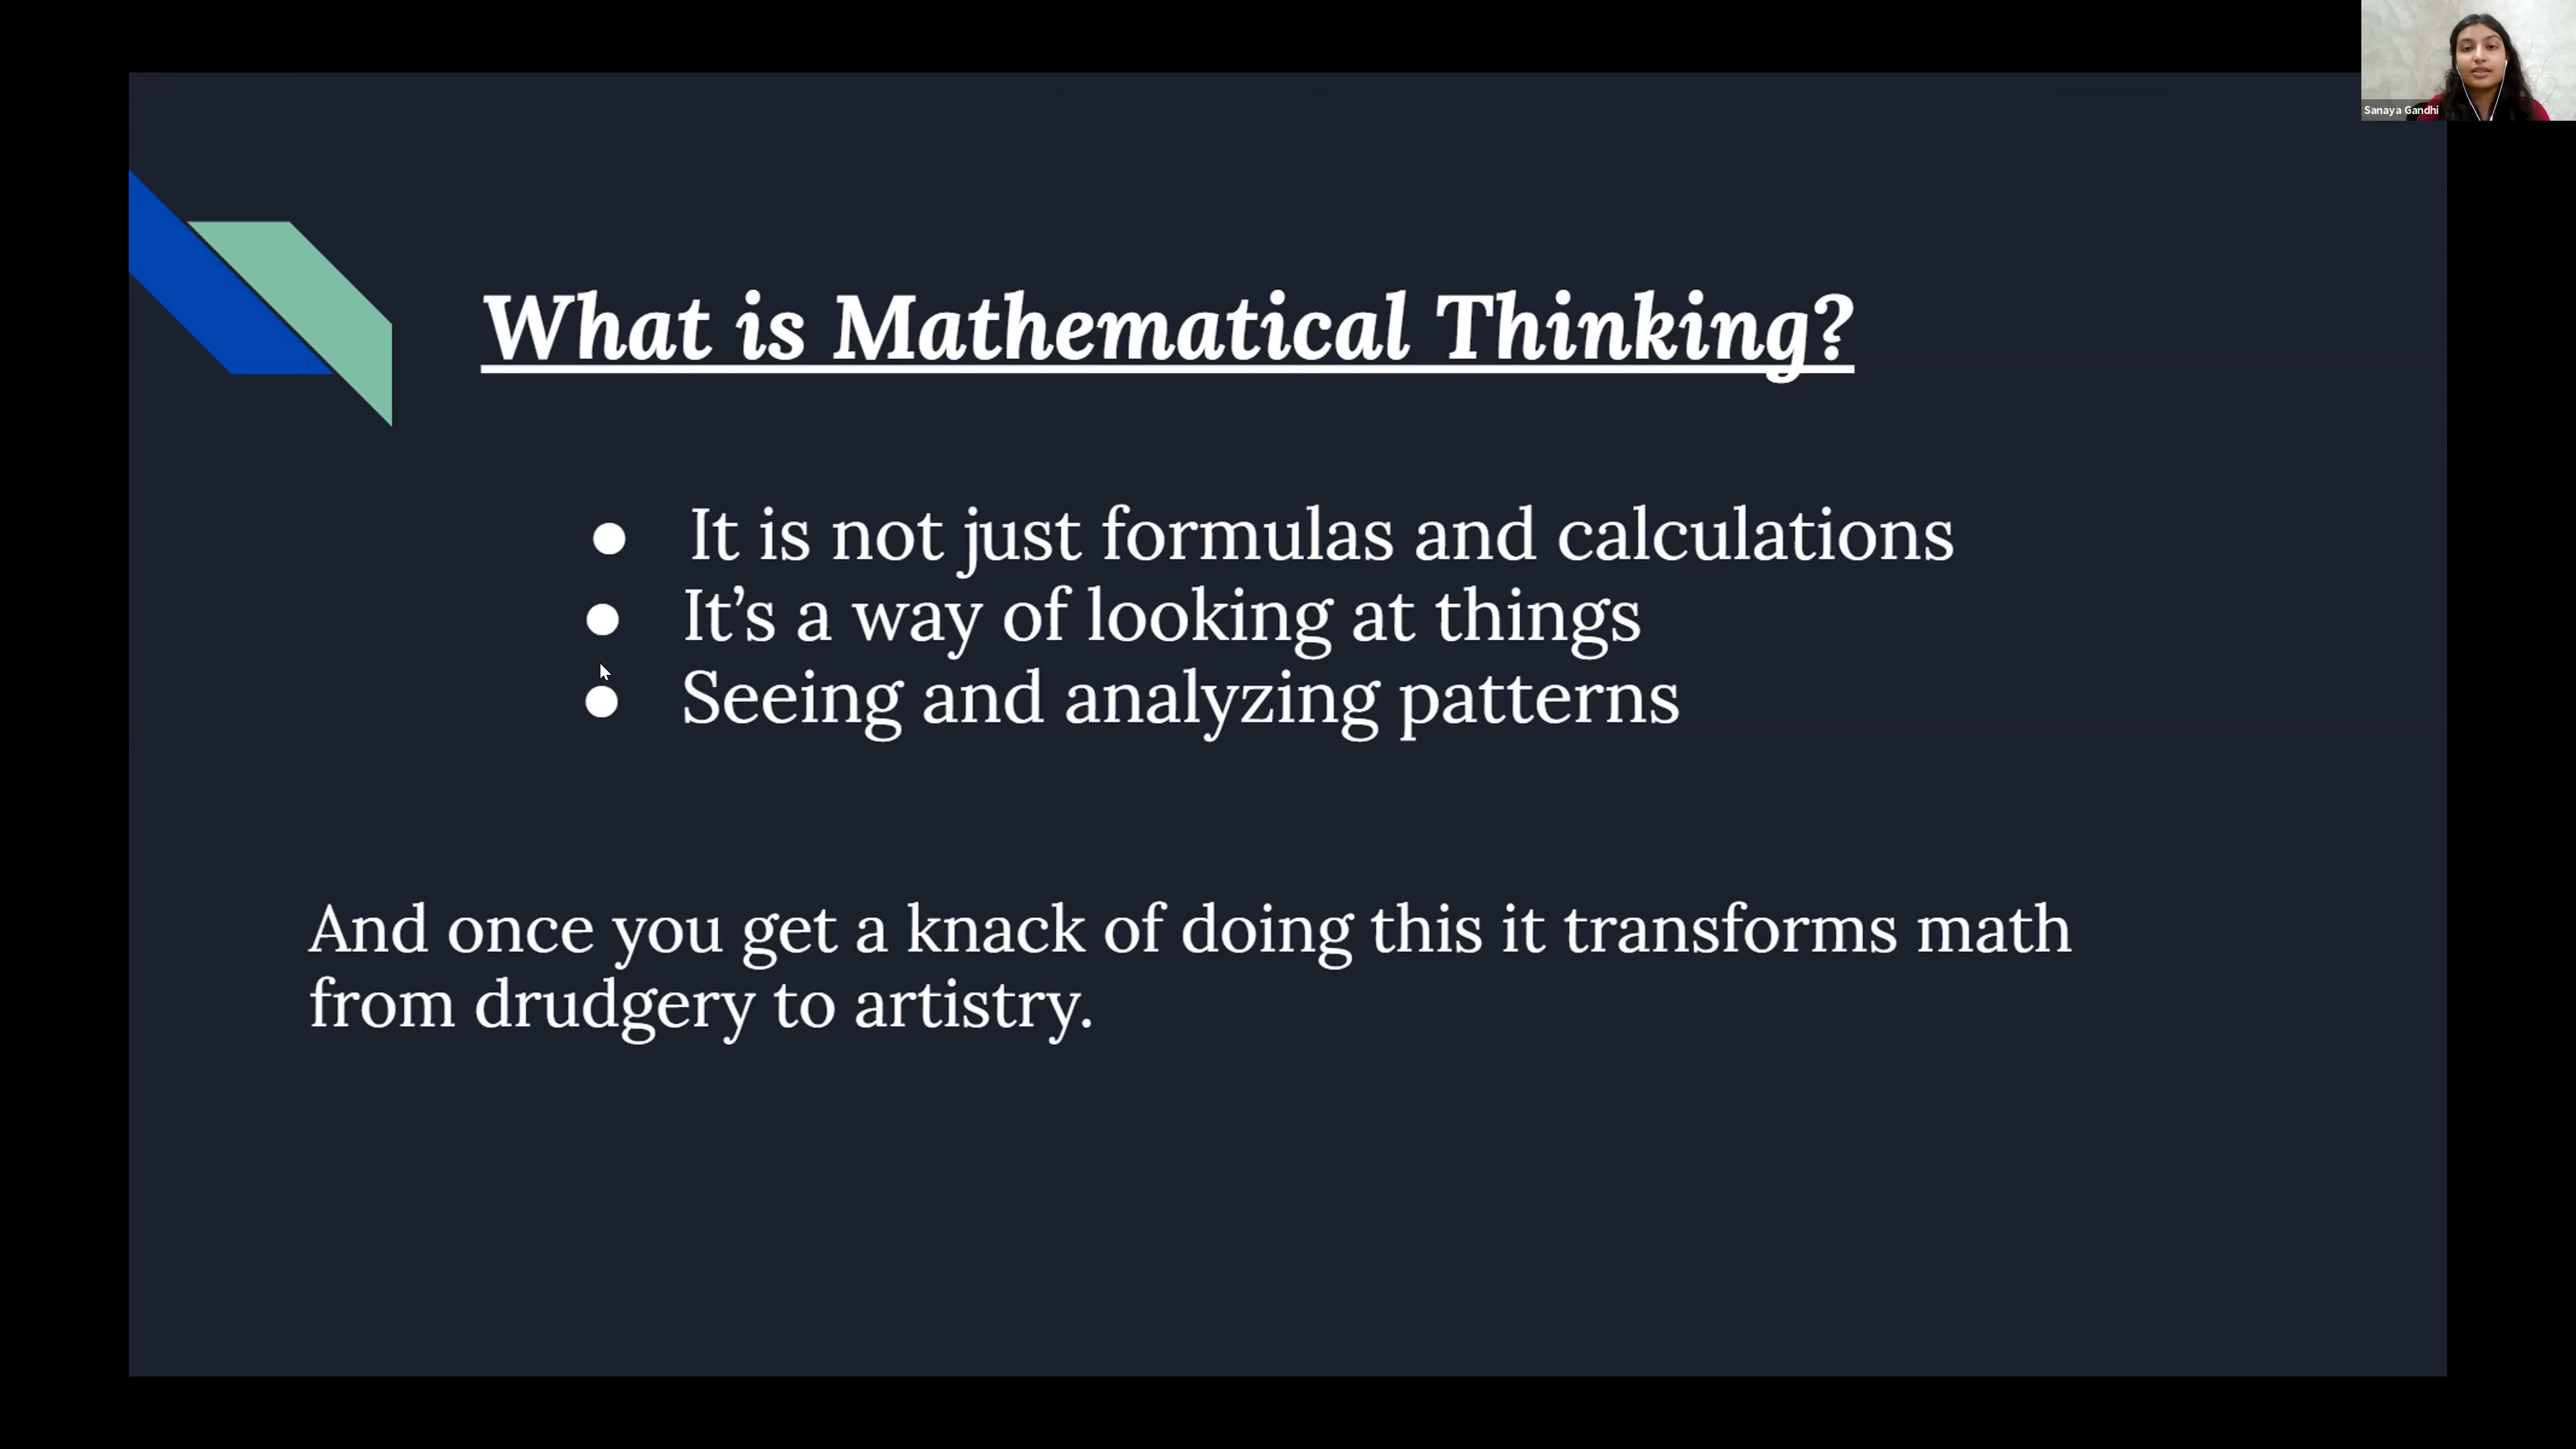 Sanaya Gandhi
What is Mathematical Thinking?
● It is not just formulas and calculations
● It’s a way of looking at things
● Seeing and analyzing patterns
And once you get a knack of doing this it transforms math
from drudgery to artistry.